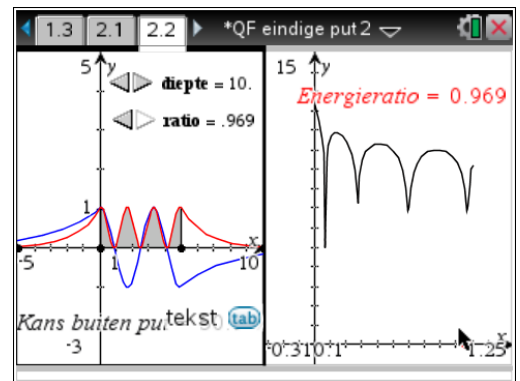 1.3 2.1 2.2 *QF eindige put 2
5 y
diepte = 10.
ratio = .969
1
x
-5 1 10
Kans buiten pu tekst tab
-3
15 y
Energieratio = 0.969
x
-0.31 0.1 1.25